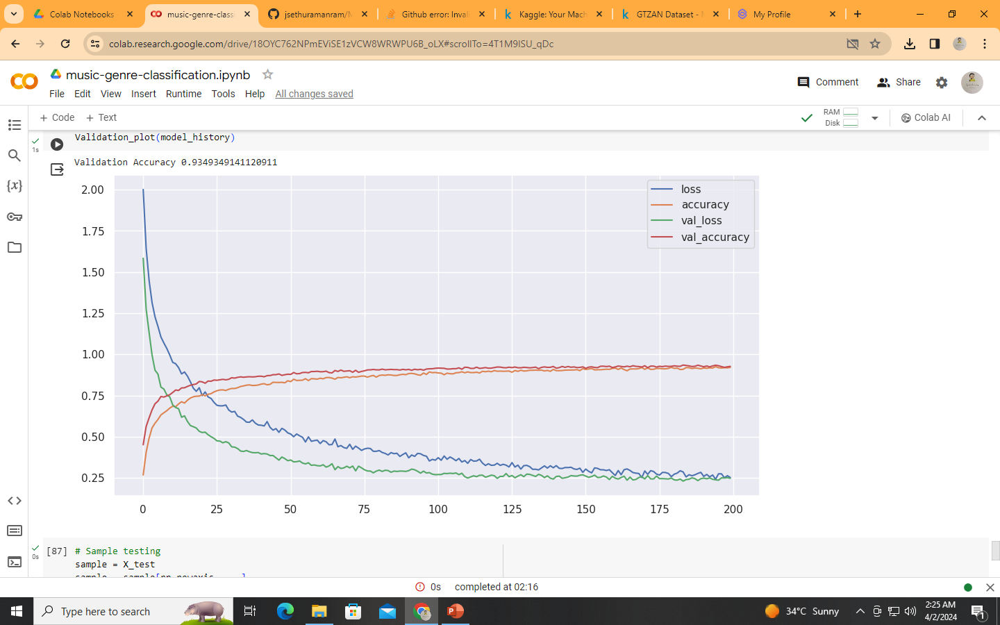 Colab Notebooks
music-genre-classi
jsethuramanram/M
Github error: Invali
Kaggle: Your Mach
GTZAN Dataset -
My Profile
colab.research.google.com/drive/18OYC762NPmEViSE1zVCW8WRWPU6B_oLX#scrollTo=4T1M9ISU_qDc
music-genre-classification.ipynb
File Edit View Insert Runtime Tools Help All changes saved
Comment Share
+ Code + Text
RAM
Disk
Colab AI
1s
Validation_plot(model_history)
Validation Accuracy 0.9349349141120911
2.00
1.75
1.50
1.25
1.00
0.75
0.50
0.25
0 25 50 75 100 125 150 175 200
loss
accuracy
val_loss
val_accuracy
0s
[87] # Sample testing
sample = X_test
0s completed at 02:16
Type here to search
34°C Sunny
2:25 AM
4/2/2024
1